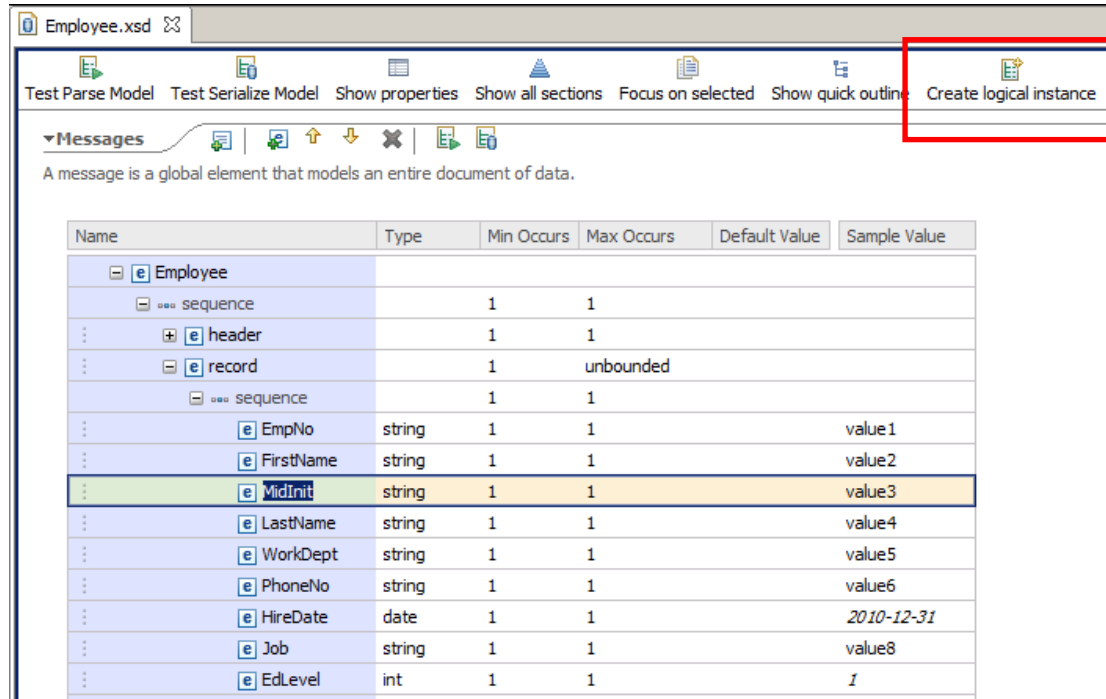 Employee.xsd
Test Parse Model Test Serialize Model Show properties Show all sections Focus on selected Show quick outline Create logical instance
Messages
A message is a global element that models an entire document of data.
Name Type Min Occurs Max Occurs Default Value Sample Value
e Employee
sequence 1 1
e header 1 1
e record 1 unbounded
sequence 1 1
e EmpNo string 1 1 value1
e FirstName string 1 1 value2
e MidInit string 1 1 value3
e LastName string 1 1 value4
e WorkDept string 1 1 value5
e PhoneNo string 1 1 value6
e HireDate date 1 1 2010-12-31
e Job string 1 1 value8
e EdLevel int 1 1 1